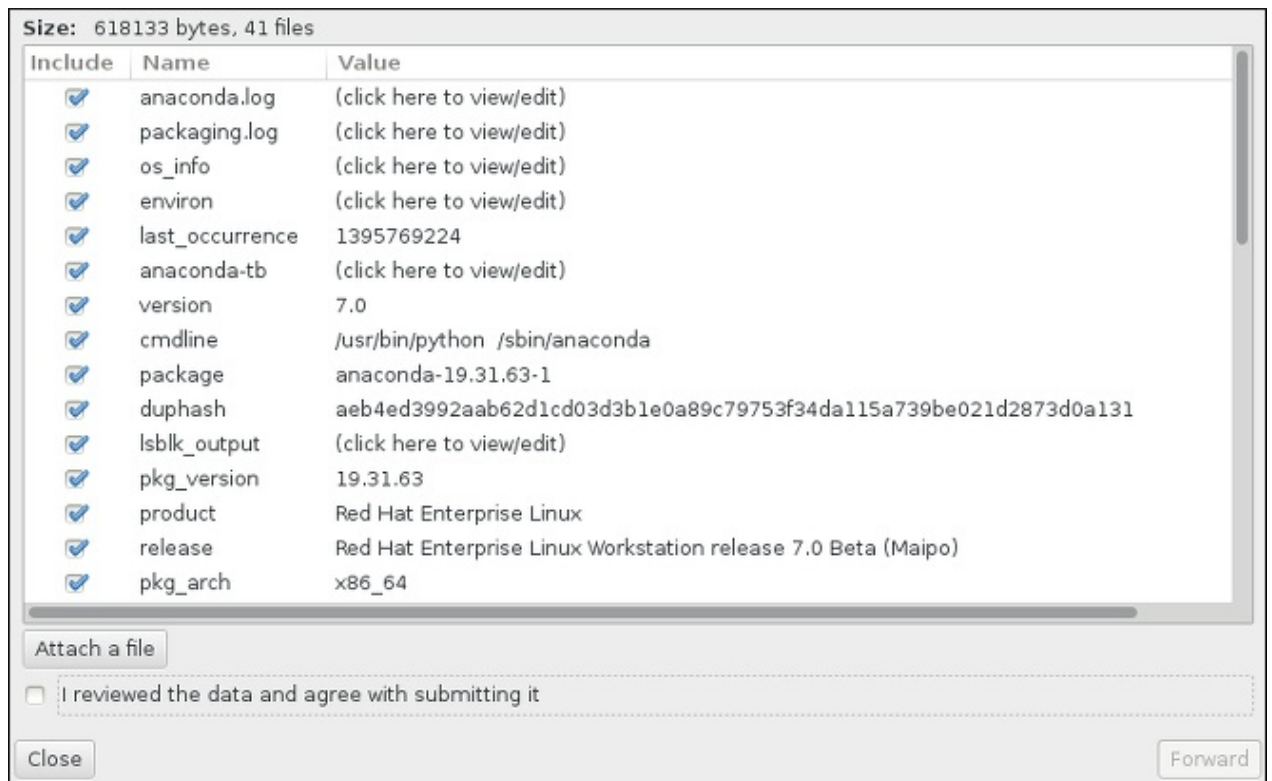 Size: 618133 bytes, 41 files
Include Name Value
anaconda.log (click here to view/edit)
packaging.log (click here to view/edit)
os_info (click here to view/edit)
environ (click here to view/edit)
last_occurrence 1395769224
anaconda-tb (click here to view/edit)
version 7.0
cmdline /usr/bin/python /sbin/anaconda
package anaconda-19.31.63-1
duphash aeb4ed3992aab62d1cd03d3b1e0a89c79753f34da115a739be021d2873d0a131
lsblk_output (click here to view/edit)
pkg_version 19.31.63
product Red Hat Enterprise Linux
release Red Hat Enterprise Linux Workstation release 7.0 Beta (Maipo)
pkg_arch x86_64
Attach a file
I reviewed the data and agree with submitting it
Close Forward